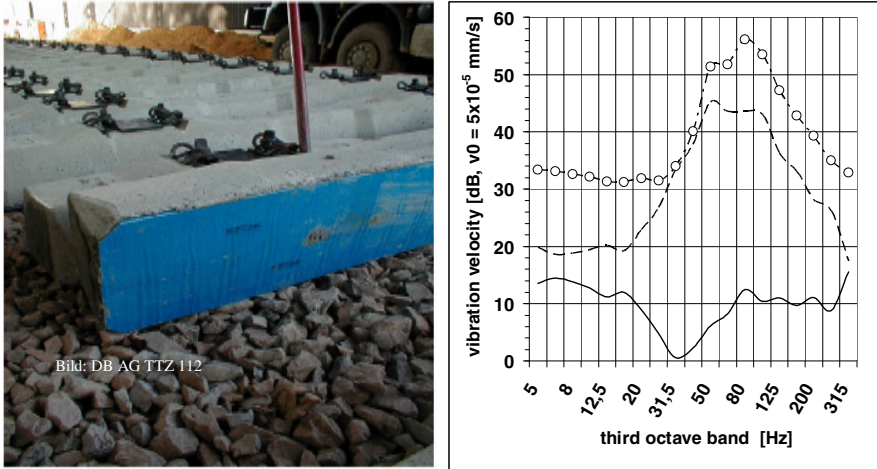 Bild: DB AG TTZ 112
60
50
40
30
20
10
0
vibration velocity [dB, v0 = 5x10⁻⁵ mm/s]
5 8 12,5 20 31,5 50 80 125 200 315
third octave band [Hz]